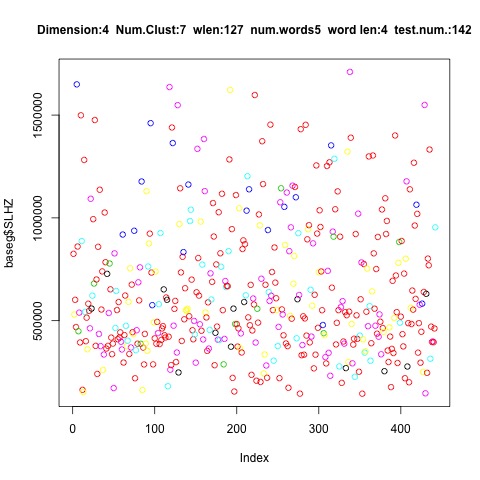 Dimension:4 Num.Clust:7 wlen:127 num.words5 word len:4 test.num.:142
baseg$SLHZ
1500000
1000000
500000
0 100 200 300 400
Index